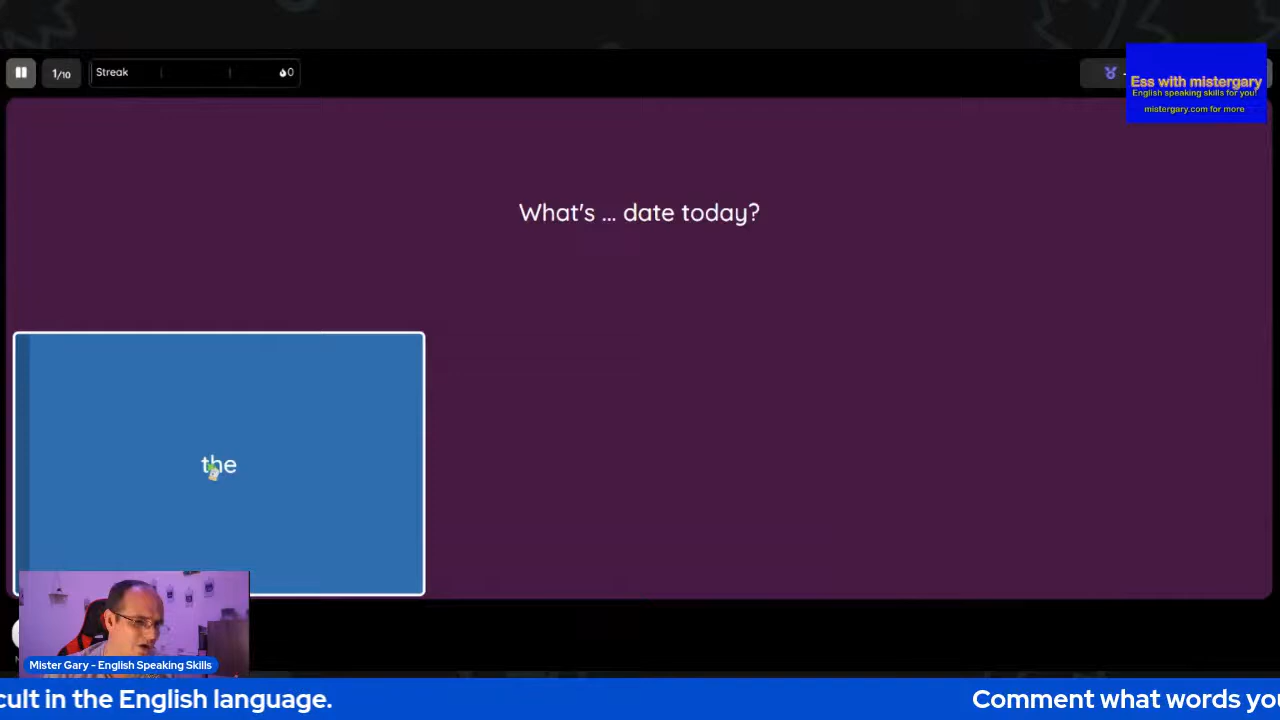 1/10
Streak
0
Ess with mistergary
English speaking skills for you!
mistergary.com for more
What's ... date today?
the
Mister Gary - English Speaking Skills
cult in the English language.
Comment what words you